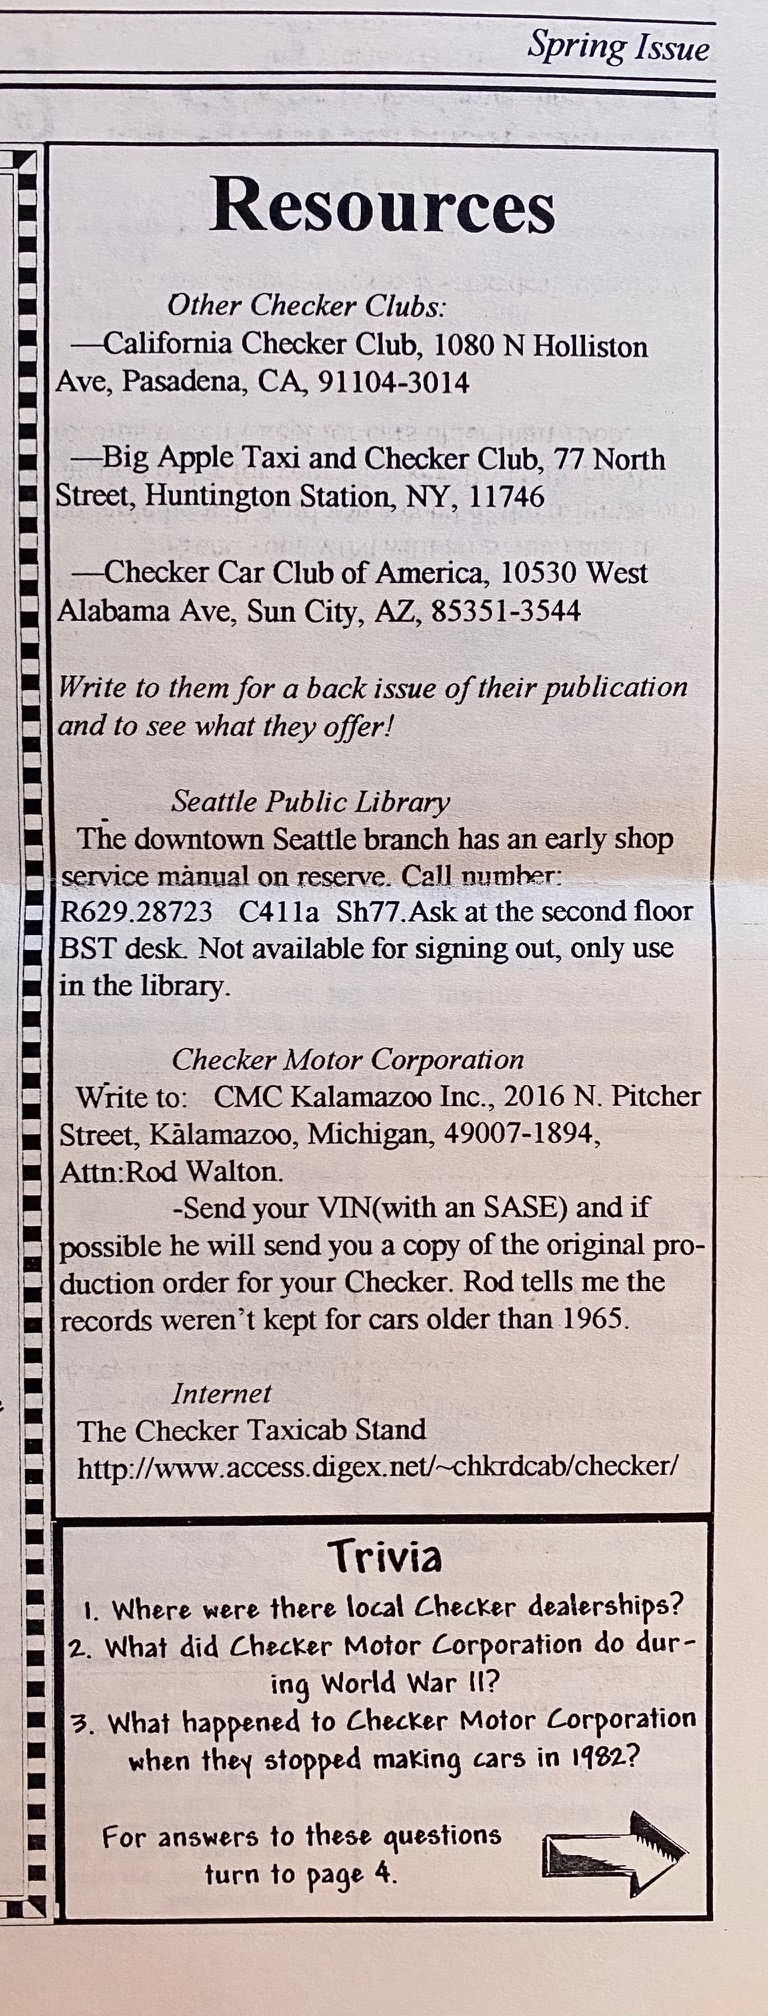 Spring Issue
Resources
Other Checker Clubs:
—California Checker Club, 1080 N Holliston
Ave, Pasadena, CA, 91104-3014
—Big Apple Taxi and Checker Club, 77 North
Street, Huntington Station, NY, 11746
—Checker Car Club of America, 10530 West
Alabama Ave, Sun City, AZ, 85351-3544
Write to them for a back issue of their publication
and to see what they offer!
Seattle Public Library
The downtown Seattle branch has an early shop
service manual on reserve. Call number:
R629.28723 C411a Sh77.Ask at the second floor
BST desk. Not available for signing out, only use
in the library.
Checker Motor Corporation
Write to: CMC Kalamazoo Inc., 2016 N. Pitcher
Street, Kalamazoo, Michigan, 49007-1894,
Attn:Rod Walton.
-Send your VIN(with an SASE) and if
possible he will send you a copy of the original pro-
duction order for your Checker. Rod tells me the
records weren't kept for cars older than 1965.
Internet
The Checker Taxicab Stand
http://www.access.digex.net/~chkrdcab/checker/
Trivia
1. Where were there local Checker dealerships?
2. What did Checker Motor Corporation do dur-
ing World War II?
3. What happened to Checker Motor Corporation
when they stopped making cars in 1982?
For answers to these questions
turn to page 4.